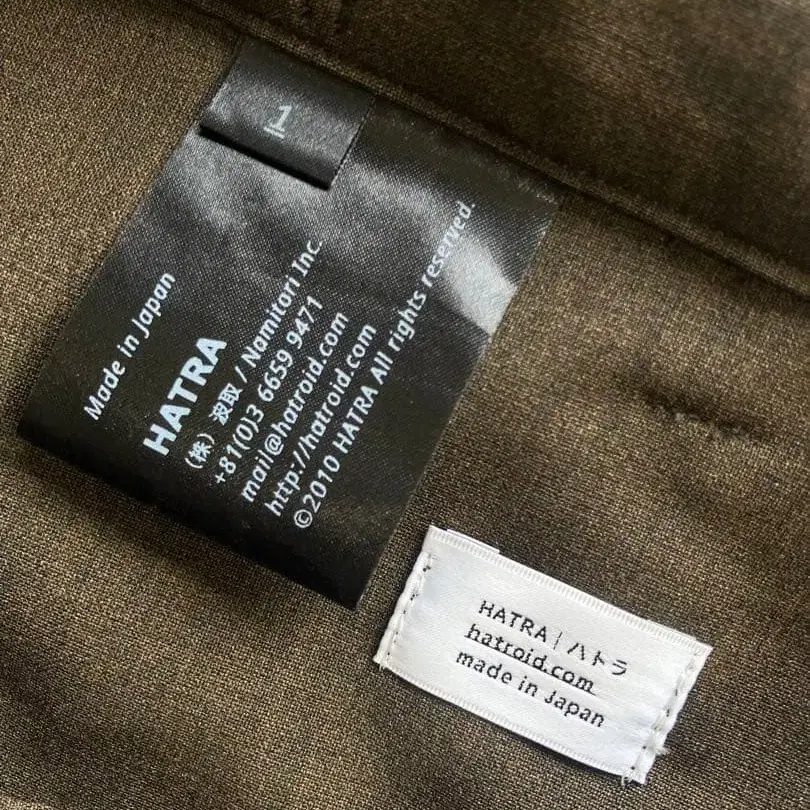 1
Made in Japan
HATRA
(株) 波取 // Namitori Inc.
+81(0)3 6659 9471
mail@hatroid.com
http://hatroid.com
©2010 HATRA All rights reserved.
HATRA | ハトラ
hatroid.com
made in Japan